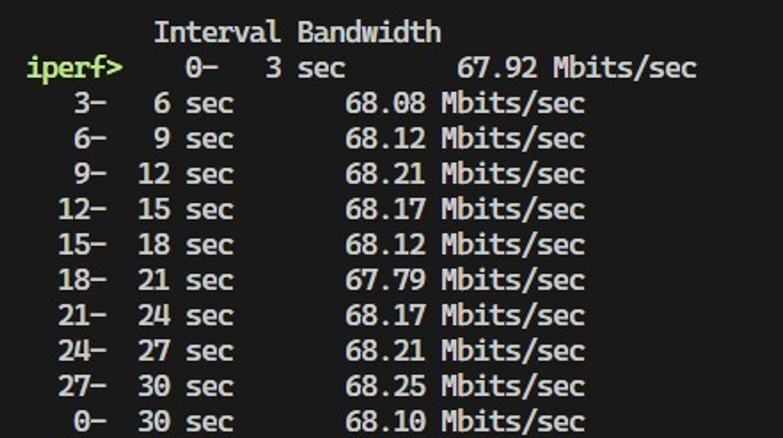 Interval Bandwidth
iperf> 0- 3 sec 67.92 Mbits/sec
3- 6 sec 68.08 Mbits/sec
6- 9 sec 68.12 Mbits/sec
9- 12 sec 68.21 Mbits/sec
12- 15 sec 68.17 Mbits/sec
15- 18 sec 68.12 Mbits/sec
18- 21 sec 67.79 Mbits/sec
21- 24 sec 68.17 Mbits/sec
24- 27 sec 68.21 Mbits/sec
27- 30 sec 68.25 Mbits/sec
0- 30 sec 68.10 Mbits/sec